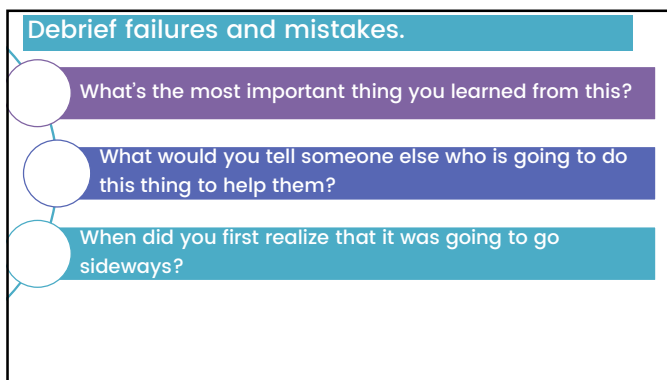 Debrief failures and mistakes.
What's the most important thing you learned from this?
What would you tell someone else who is going to do
this thing to help them?
When did you first realize that it was going to go
sideways?